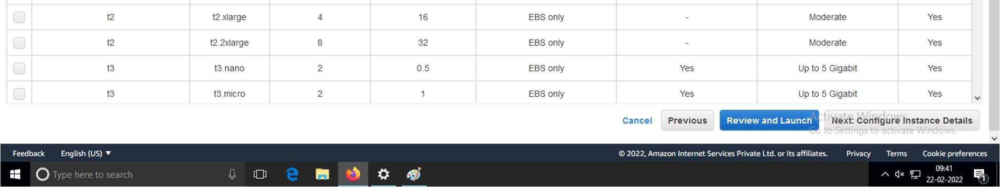 t2 t2.xlarge 4 16 EBS only - Moderate Yes
t2 t2.2xlarge 8 32 EBS only - Moderate Yes
t3 t3.nano 2 0.5 EBS only Yes Up to 5 Gigabit Yes
t3 t3.micro 2 1 EBS only Yes Up to 5 Gigabit Yes
Activate Windows
Cancel Previous Review and Launch Next: Configure Instance Details
Go to Settings to activate Windows.
Feedback English (US) © 2022, Amazon Internet Services Private Ltd. or its affiliates. Privacy Terms Cookie preferences
Type here to search 09:41
22-02-2022 1